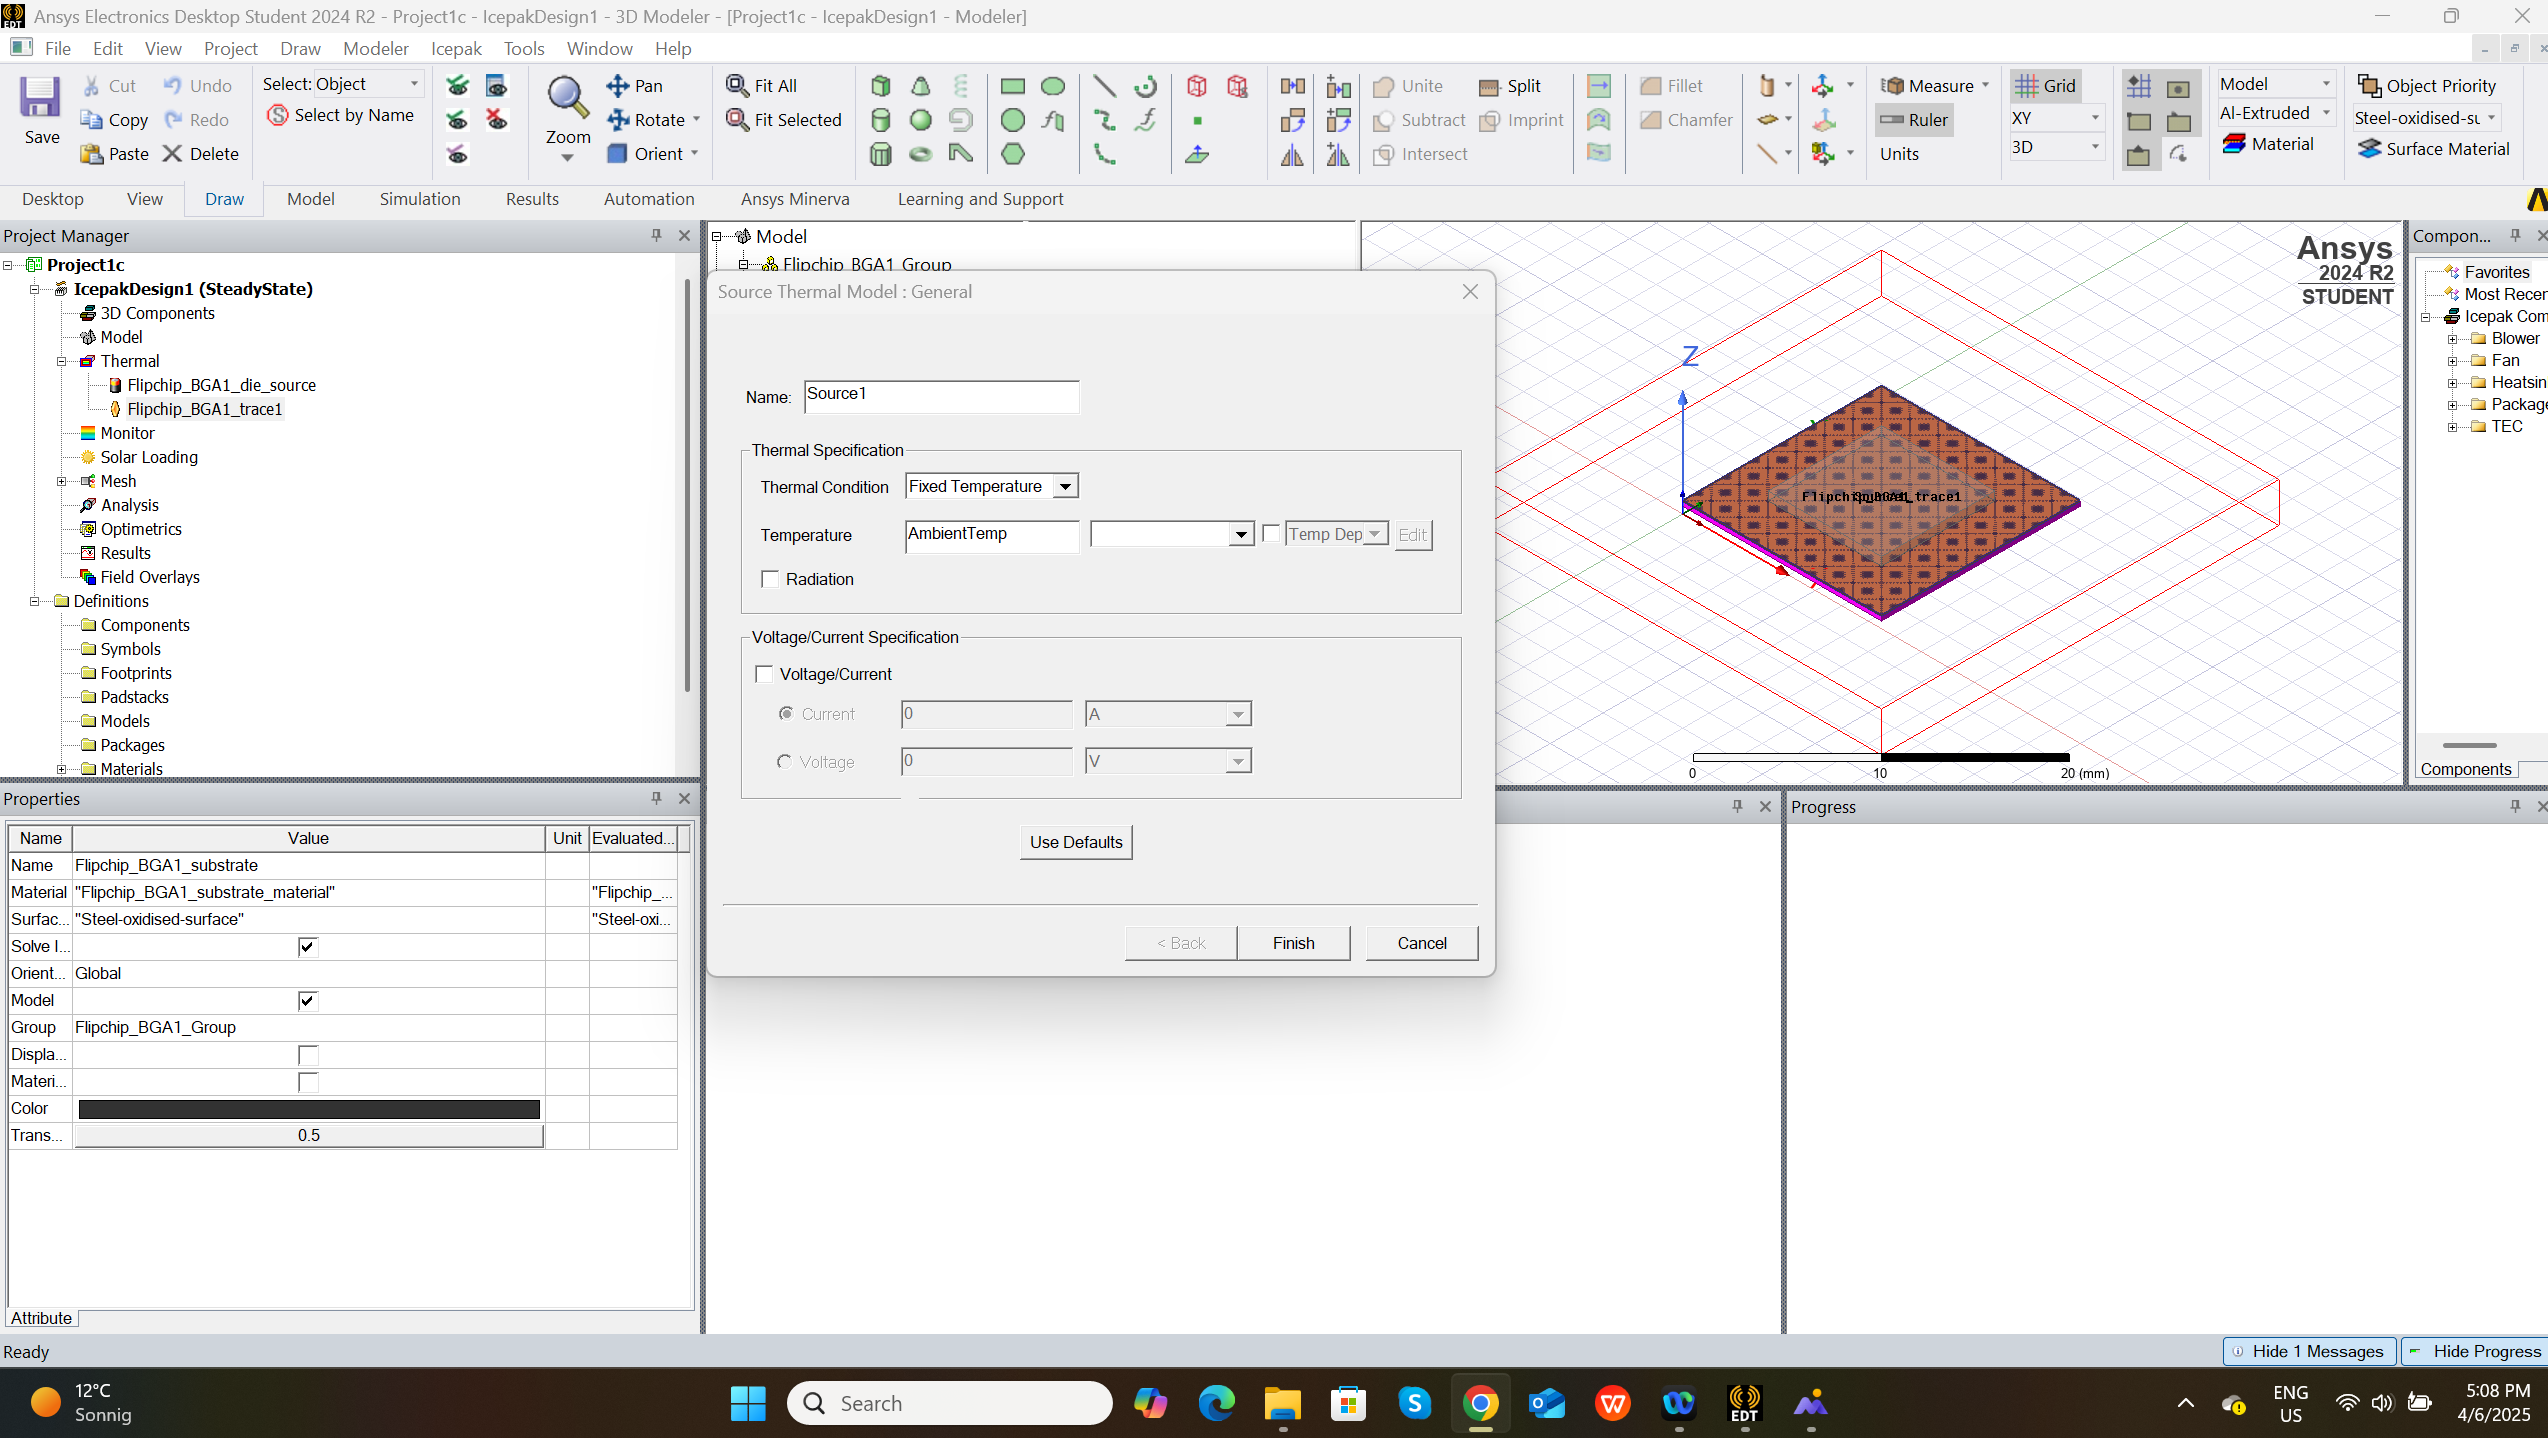 Ansys Electronics Desktop Student 2024 R2 - Project1c - IcepakDesign1 - 3D Modeler - [Project1c - IcepakDesign1 - Modeler]
File Edit View Project Draw Modeler Icepak Tools Window Help
Save
Cut
Copy
Paste
Undo
Redo
Delete
Select: Object
Select by Name
Zoom
Pan
Rotate
Orient
Fit All
Fit Selected
Unite
Subtract
Intersect
Split
Imprint
Fillet
Chamfer
Measure
Ruler
Units
Grid
XY
3D
Model
Al-Extruded
Material
Object Priority
Steel-oxidised-su
Surface Material
Desktop View Draw Model Simulation Results Automation Ansys Minerva Learning and Support
Project Manager
Project1c
IcepakDesign1 (SteadyState)
3D Components
Model
Thermal
Flipchip_BGA1_die_source
Flipchip_BGA1_trace1
Monitor
Solar Loading
Mesh
Analysis
Optimetrics
Results
Field Overlays
Definitions
Components
Symbols
Footprints
Padstacks
Models
Packages
Materials
Model
Flipchip_BGA1_Group
Source Thermal Model : General
Name: Source1
Thermal Specification
Thermal Condition Fixed Temperature
Temperature AmbientTemp Temp Dep Edit
Radiation
Voltage/Current Specification
Voltage/Current
Current 0 A
Voltage 0 V
Use Defaults
< Back Finish Cancel
Ansys
2024 R2
STUDENT
Z
0 10 20 (mm)
Compon...
Favorites
Most Recen
Icepak Com
Blower
Fan
Heatsin
Package
TEC
Components
Properties
Name Value Unit Evaluated...
Name Flipchip_BGA1_substrate
Material "Flipchip_BGA1_substrate_material" "Flipchip_...
Surfac... "Steel-oxidised-surface" "Steel-oxi...
Solve I...
Orient... Global
Model
Group Flipchip_BGA1_Group
Displa...
Materi...
Color
Trans... 0.5
Attribute
Progress
Ready
Hide 1 Messages
Hide Progress
12°C
Sonnig
Search
EDT
ENG
US
5:08 PM
4/6/2025